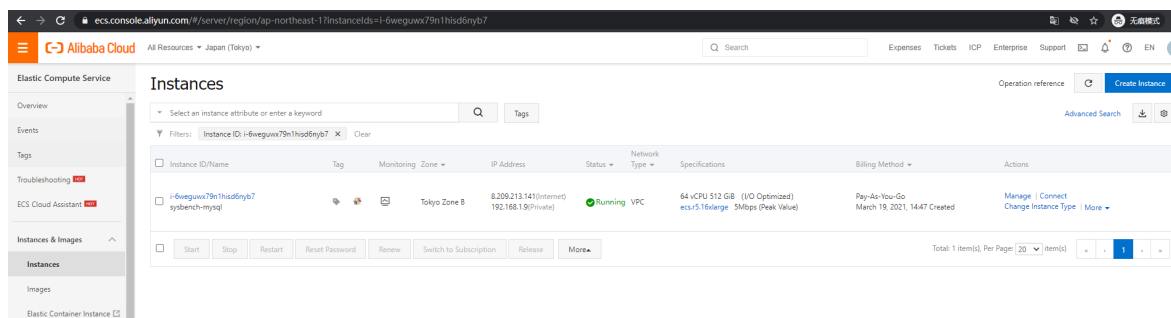 ecs.console.aliyun.com/#/server/region/ap-northeast-1?instanceIds=i-6weguwx79n1hisd6nyb7
无痕模式
Alibaba Cloud All Resources Japan (Tokyo) Search Expenses Tickets ICP Enterprise Support EN
Elastic Compute Service
Overview
Events
Tags
Troubleshooting HOT
ECS Cloud Assistant HOT
Instances & Images
Instances
Images
Elastic Container Instance
Instances
Operation reference Create Instance
Select an instance attribute or enter a keyword Tags Advanced Search
Filters: Instance ID: i-6weguwx79n1hisd6nyb7 X Clear
Instance ID/Name Tag Monitoring Zone IP Address Status Network Type Specifications Billing Method Actions
i-6weguwx79n1hisd6nyb7 8.209.213.141(Internet) 64 vCPU 512 GiB (I/O Optimized) Pay-As-You-Go Manage | Connect
sysbench-mysql Tokyo Zone B 192.168.1.9(Private) Running VPC ecs.r5.16xlarge 5Mbps (Peak Value) March 19, 2021, 14:47 Created Change Instance Type | More
Start Stop Restart Reset Password Renew Switch to Subscription Release More Total: 1 item(s), Per Page: 20 item(s) « ‹ 1 › »